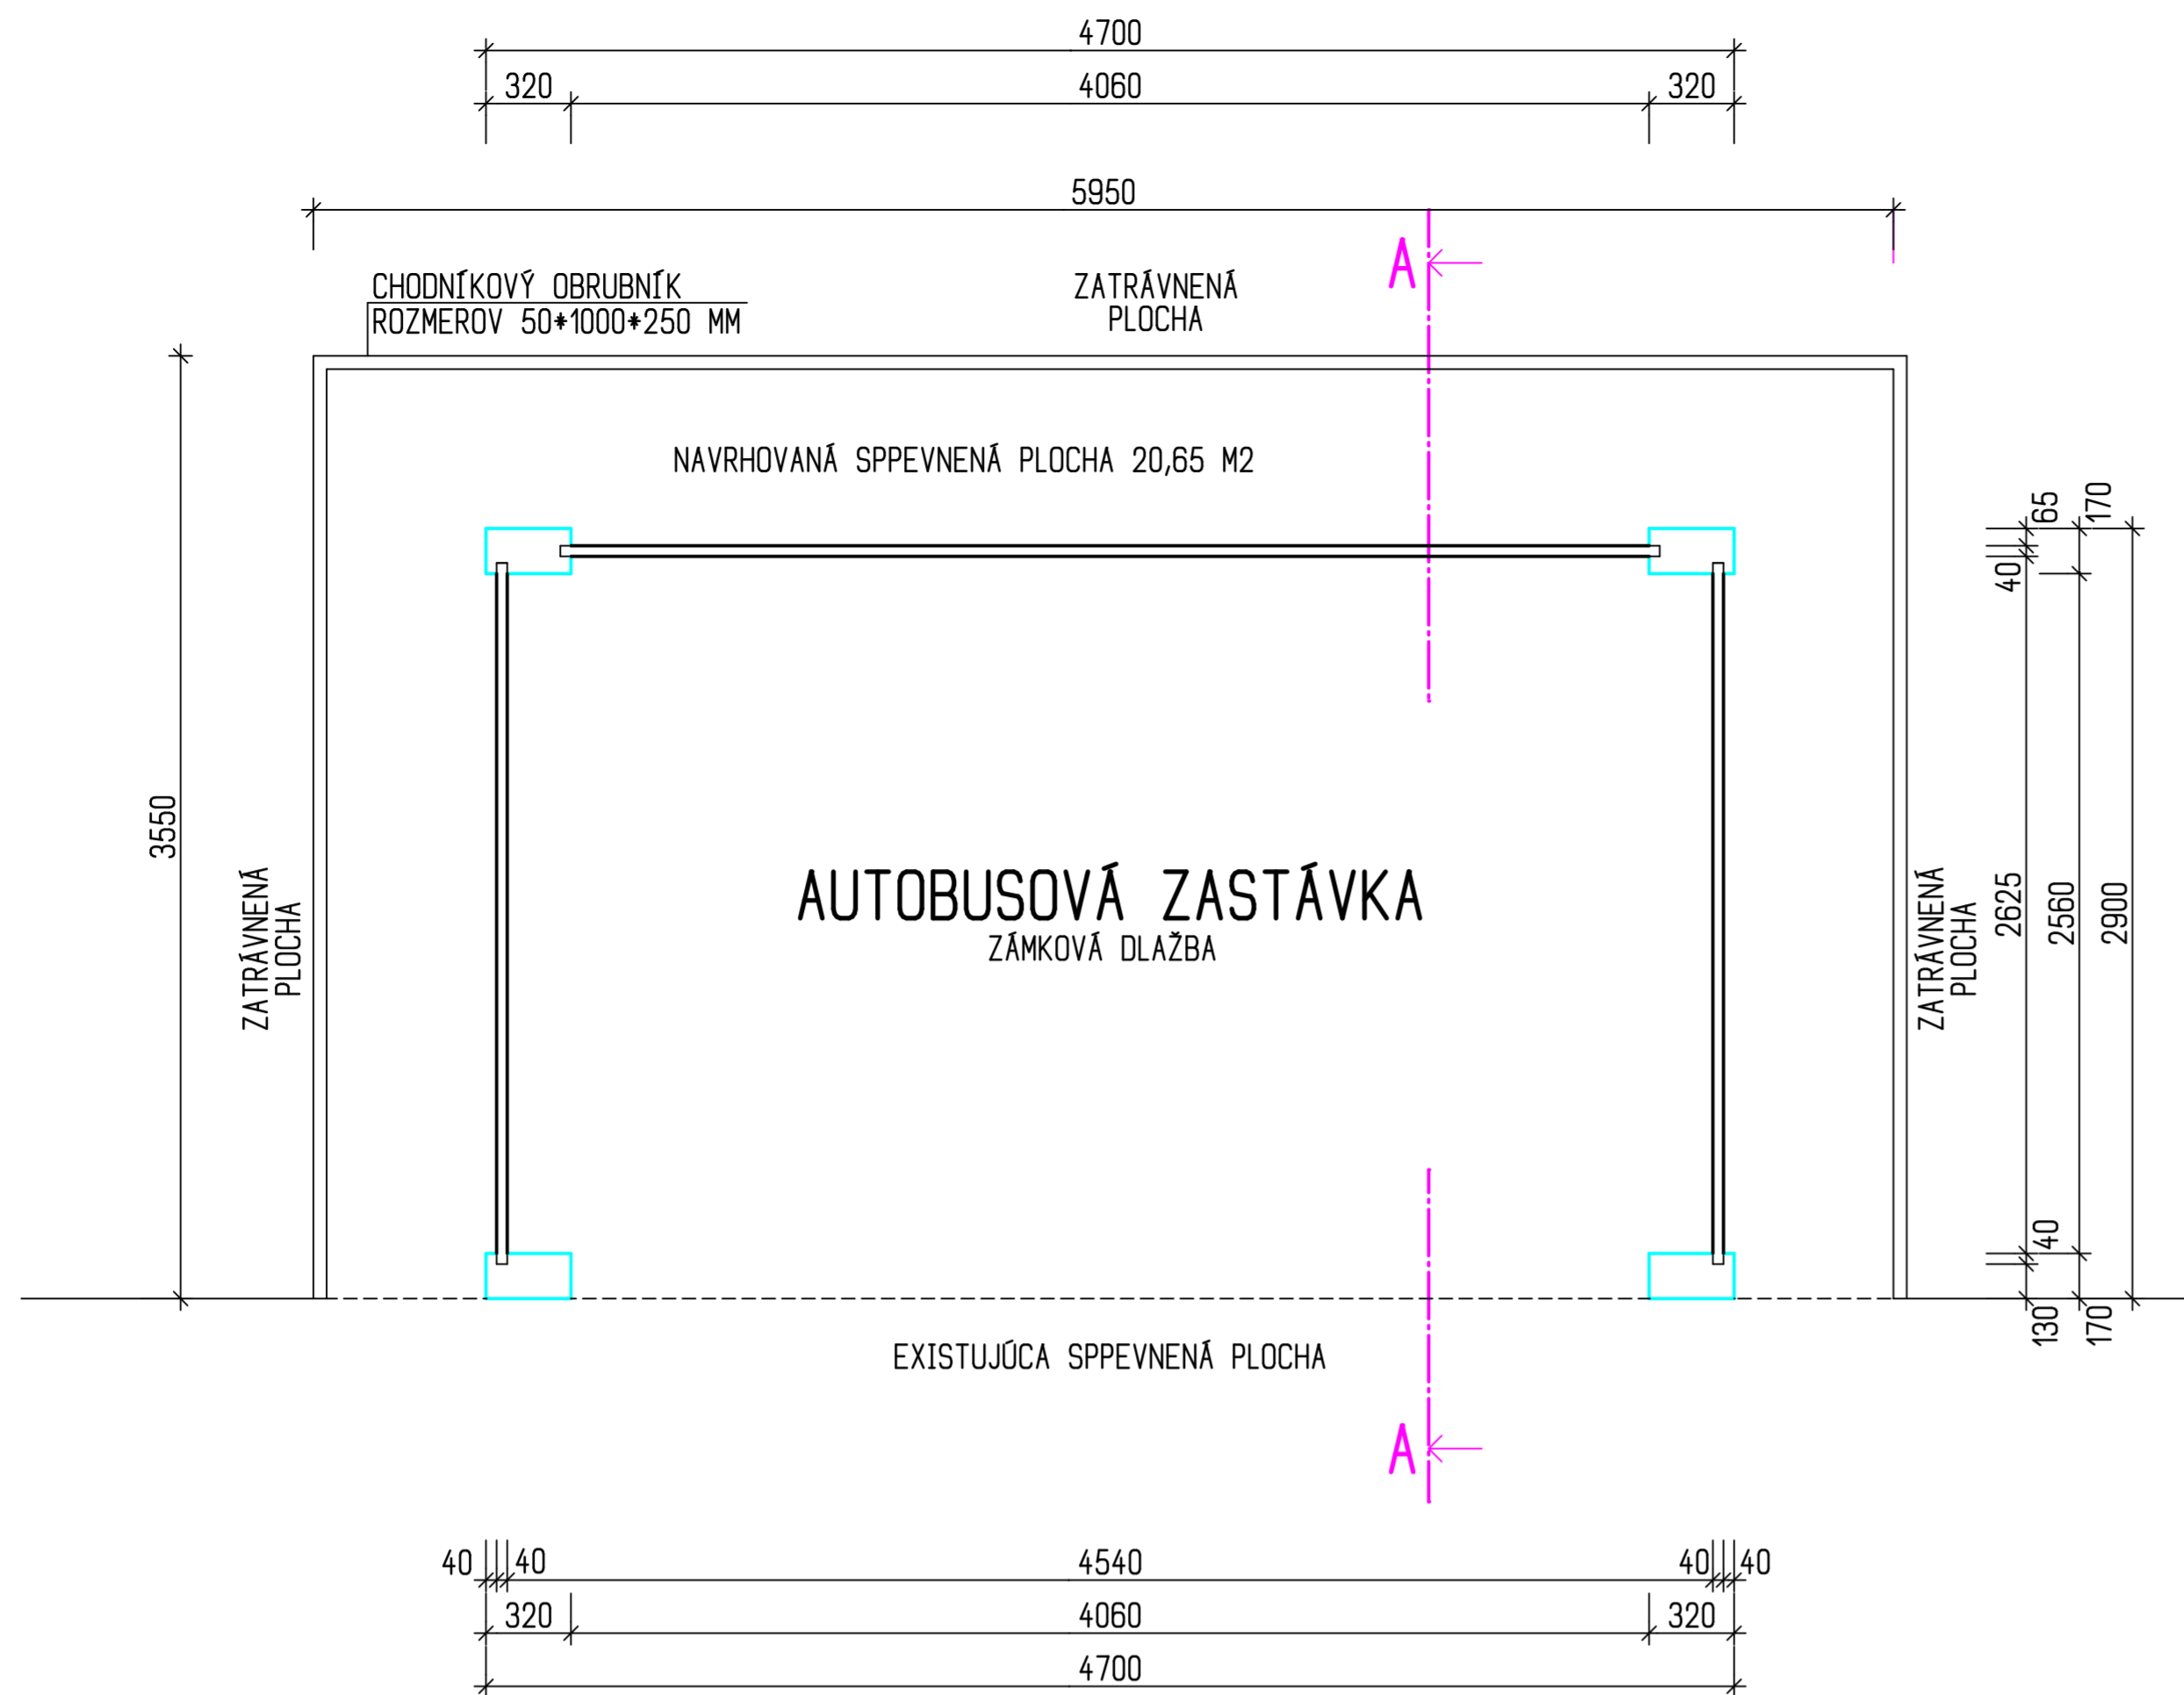 4700
320 4060 320
5950
A
CHODNÍKOVÝ OBRUBNÍK
ROZMEROV 50*1000*250 MM
ZATRÁVNENÁ
PLOCHA
NAVRHOVANÁ SPPEVNENÁ PLOCHA 20,65 M2
65
170
40
3550
ZATRÁVNENÁ
PLOCHA
AUTOBUSOVÁ ZASTÁVKA
ZÁMKOVÁ DLAŽBA
ZATRÁVNENÁ
PLOCHA
2625
2560
2900
40
130
170
EXISTUJÚCA SPPEVNENÁ PLOCHA
A
40 40 4540 40 40
320 4060 320
4700